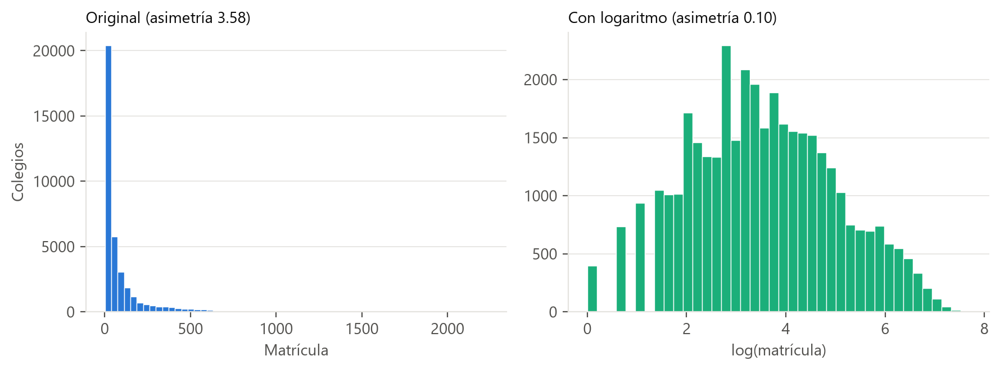 Original (asimetría 3.58)
20000
15000
10000
5000
0
Colegios
0 500 1000 1500 2000
Matrícula
Con logaritmo (asimetría 0.10)
2000
1500
1000
500
0
0 2 4 6 8
log(matrícula)